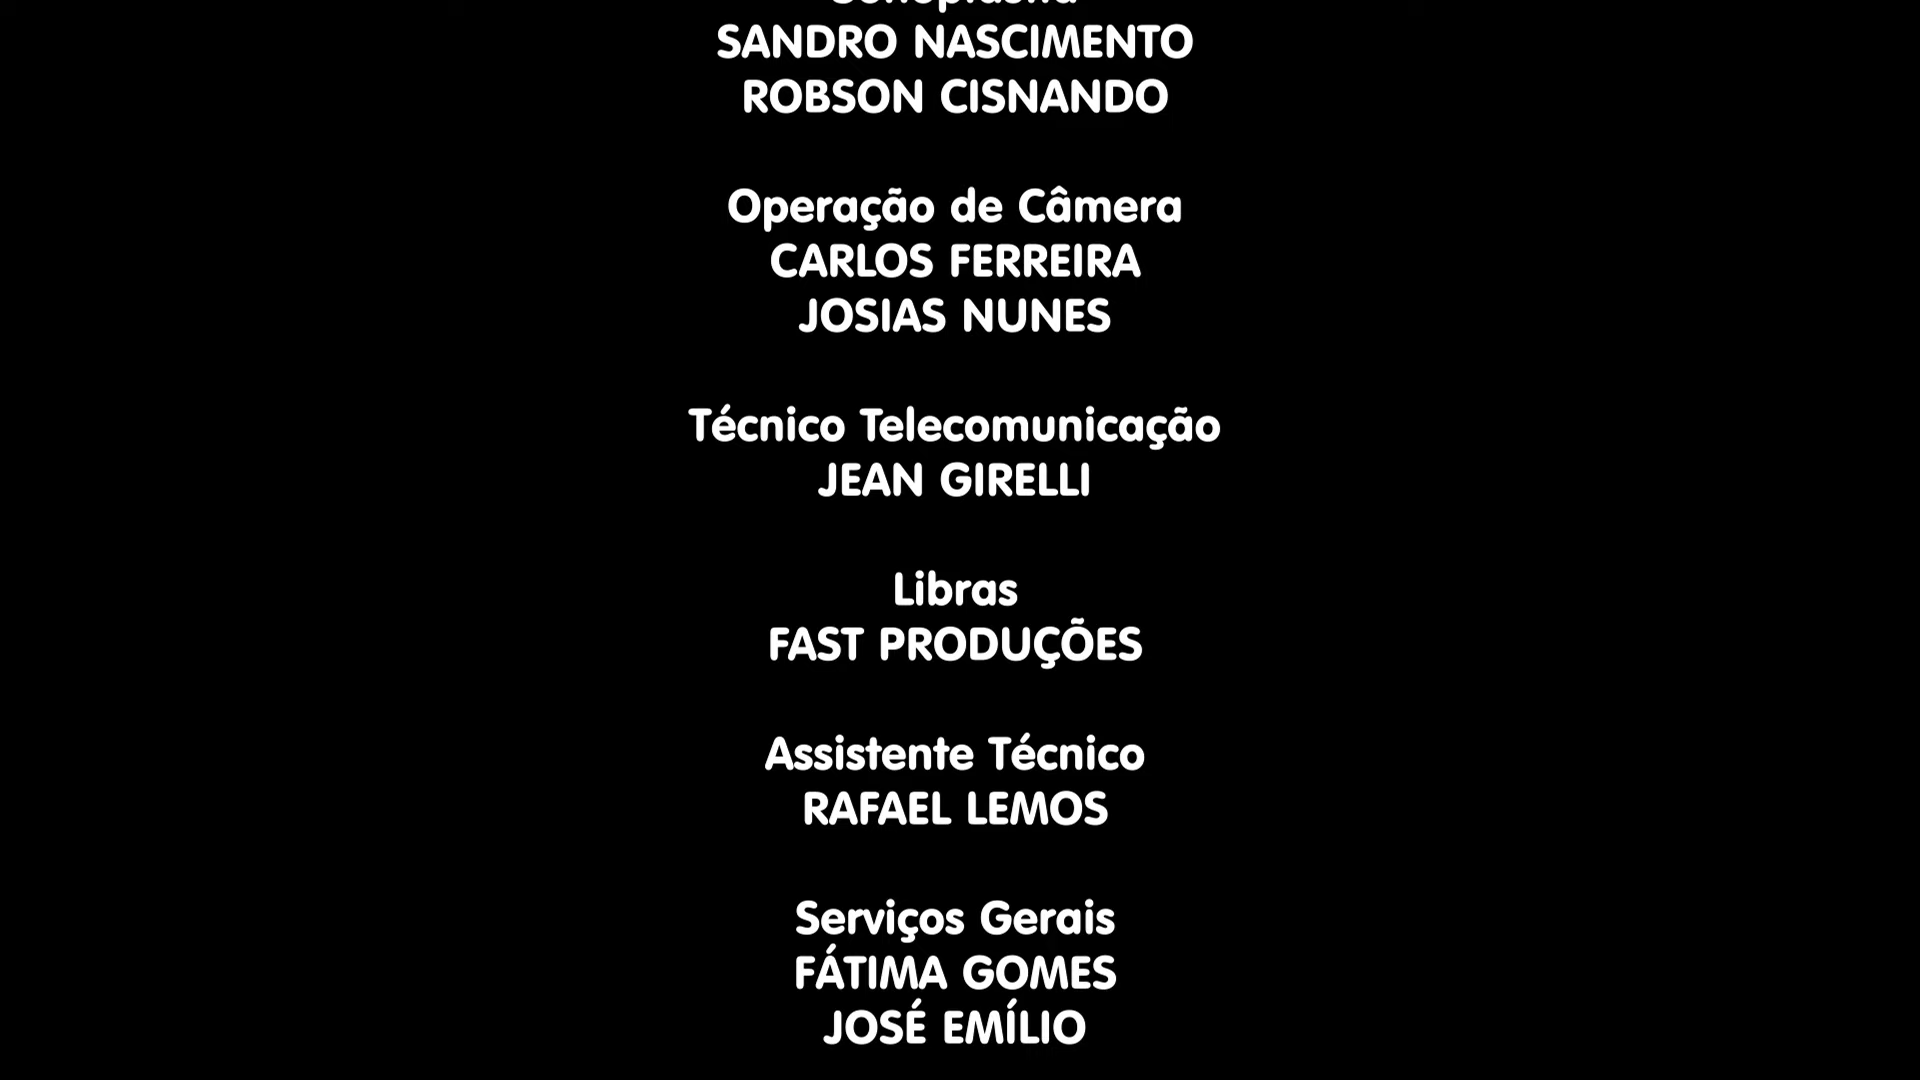 SANDRO NASCIMENTO
ROBSON CISNANDO
Operação de Câmera
CARLOS FERREIRA
JOSIAS NUNES
Técnico Telecomunicação
JEAN GIRELLI
Libras
FAST PRODUÇÕES
Assistente Técnico
RAFAEL LEMOS
Serviços Gerais
FÁTIMA GOMES
JOSÉ EMÍLIO